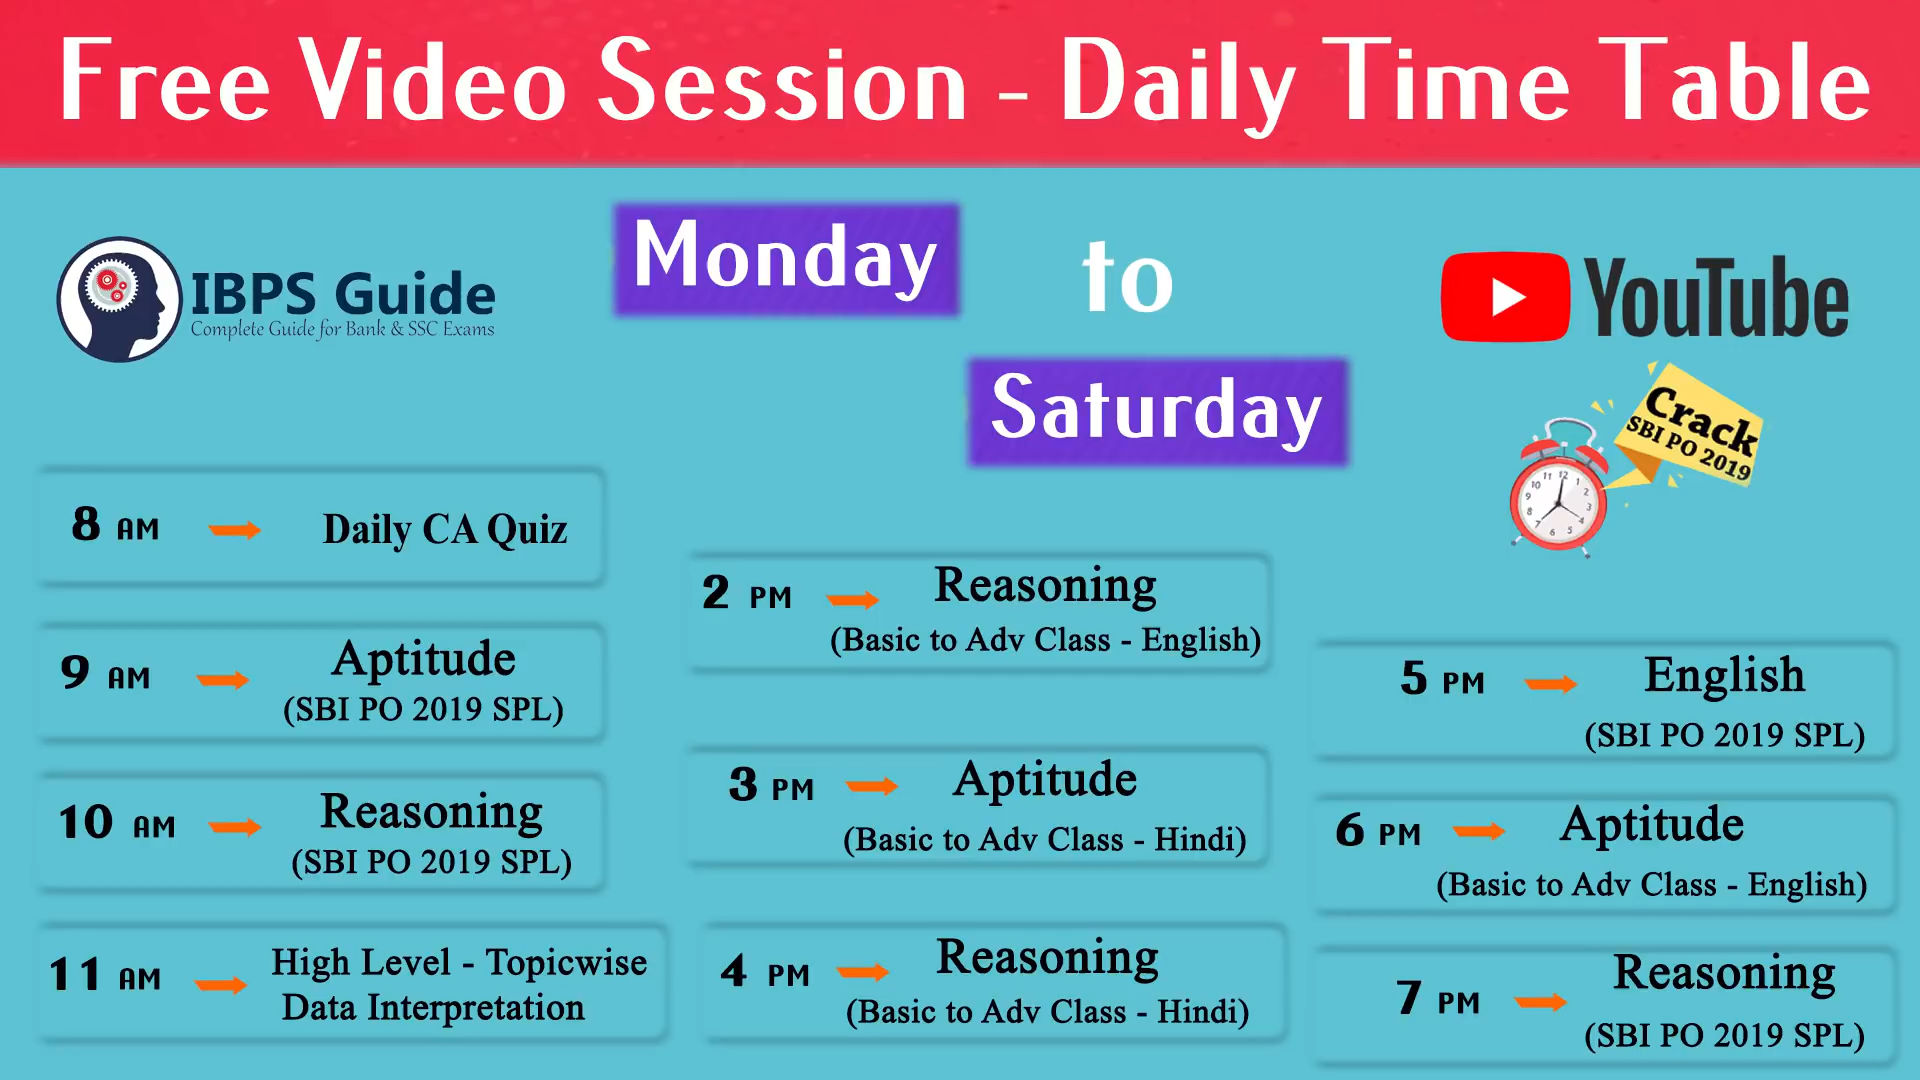 Free Video Session - Daily Time Table
IBPS Guide
Complete Guide for Bank & SSC Exams
Monday
to
Saturday
YouTube
Crack
SBI PO 2019
8 AM Daily CA Quiz
9 AM Aptitude
(SBI PO 2019 SPL)
10 AM Reasoning
(SBI PO 2019 SPL)
11 AM High Level - Topicwise
Data Interpretation
2 PM Reasoning
(Basic to Adv Class - English)
3 PM Aptitude
(Basic to Adv Class - Hindi)
4 PM Reasoning
(Basic to Adv Class - Hindi)
5 PM English
(SBI PO 2019 SPL)
6 PM Aptitude
(Basic to Adv Class - English)
7 PM Reasoning
(SBI PO 2019 SPL)